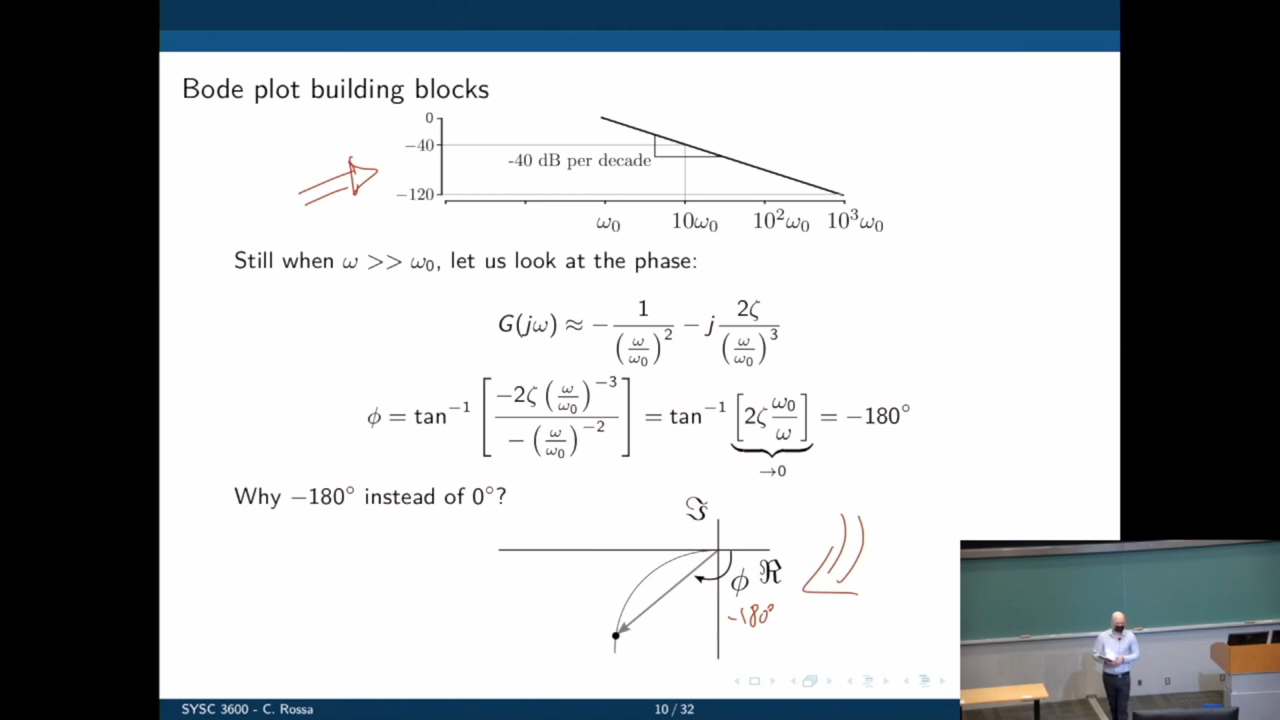 Bode plot building blocks
0
−40
-40 dB per decade
−120
ω₀ 10ω₀ 10²ω₀ 10³ω₀
Still when ω >> ω₀, let us look at the phase:
G(jω) ≈ − 1/(ω/ω₀)² − j 2ζ/(ω/ω₀)³
ϕ = tan⁻¹ [−2ζ (ω/ω₀)⁻³ / −(ω/ω₀)⁻²] = tan⁻¹ [2ζ ω₀/ω] = −180°
→0
Why −180° instead of 0°?
ℑ
ϕ ℜ
-180°
SYSC 3600 - C. Rossa 10 / 32